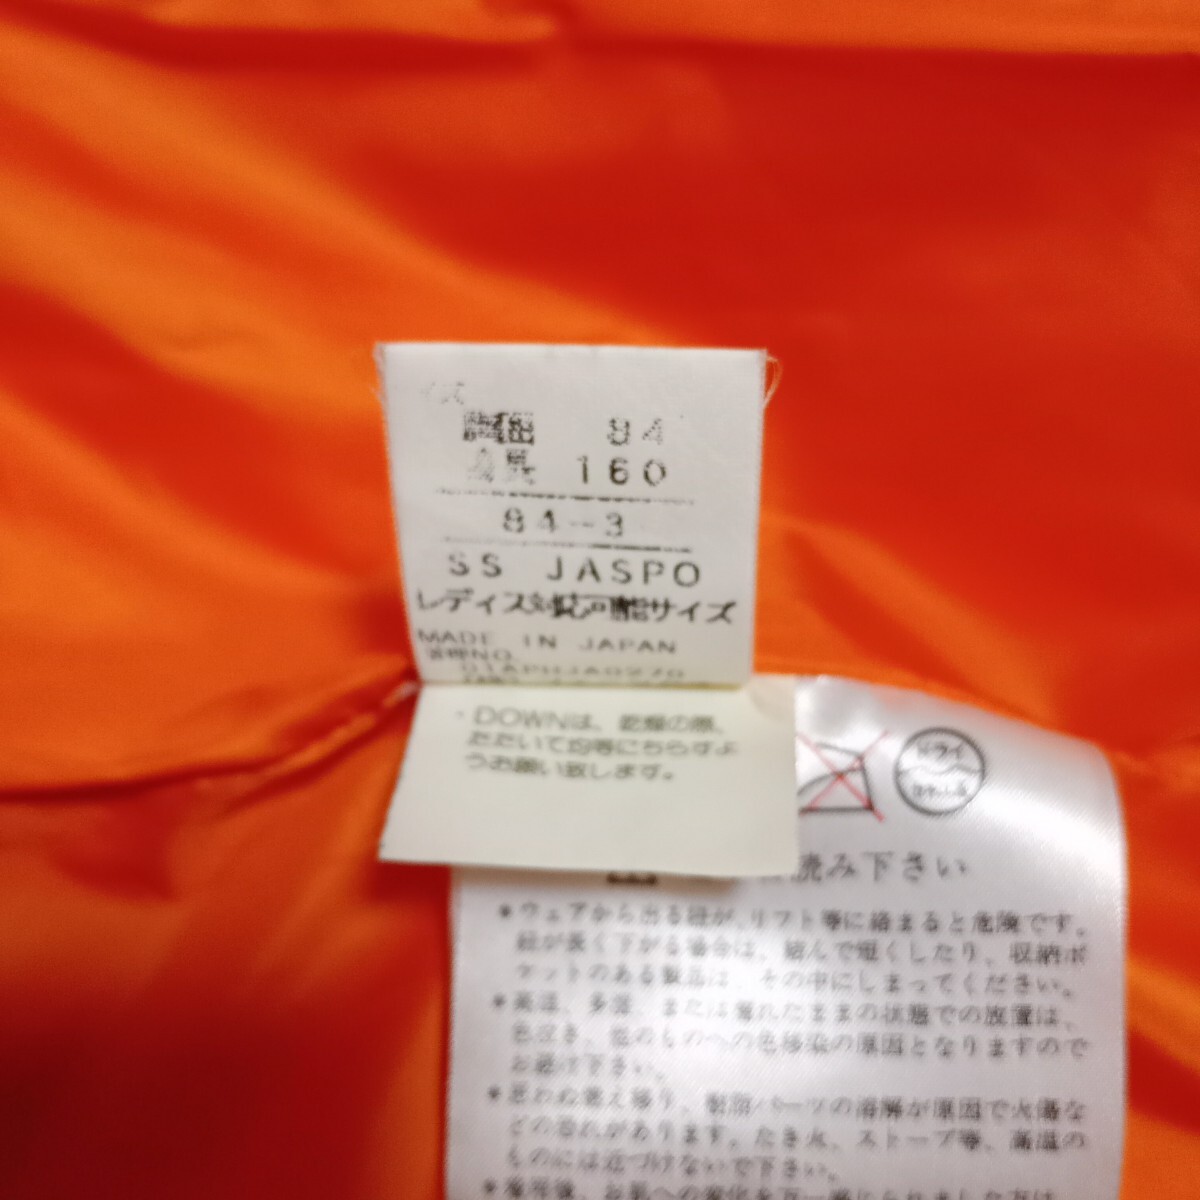 イズ
胸囲 84
身長 160
84-3
SS JASPO
レディス対応可能サイズ
MADE IN JAPAN
NO.
・DOWNは、乾燥の際、
たたいて均等にちらすよ
うお願い致します。
ドライ
読み下さい
*ウェアから出る紐が、リフト等に絡まると危険です。
紐が長く下がる場合は、結んで短くしたり、収納ポ
ケットのある製品は、その中にしまってください。
*高温、多湿、または濡れたままの状態での放置は、
色泣き、他のものへの色移染の原因となりますので
お避け下さい。
*思わぬ燃え移り、樹脂パーツの溶解が原因で火傷な
どの恐れがあります。たき火、ストーブ等、高温の
ものには近づけないで下さい。